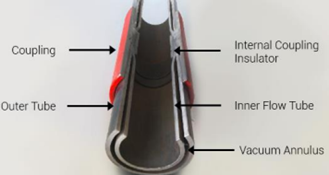 Coupling
Internal Coupling
Insulator
Outer Tube
Inner Flow Tube
Vacuum Annulus